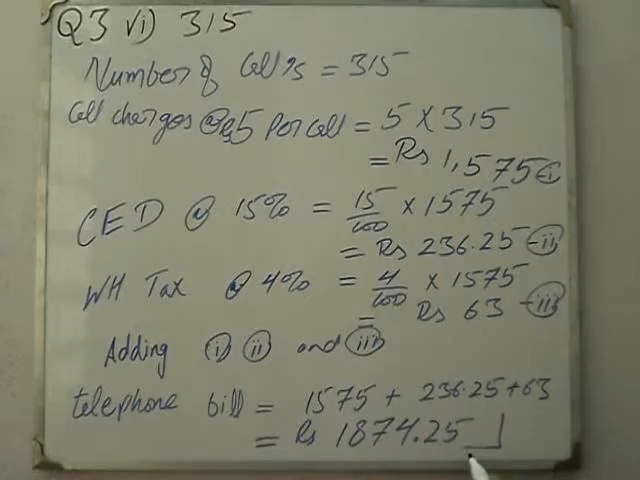 Q3 vi) 315
Number of Calls = 315
Call charges @ Rs5 Per Call = 5 × 315
= Rs 1,575 - i
CED @ 15% = 15/100 × 1575
= Rs 236.25 - ii
WH Tax @ 4% = 4/100 × 1575
= Rs 63 - iii
Adding i ii and iii
telephone bill = 1575 + 236.25 + 63
= Rs 1874.25